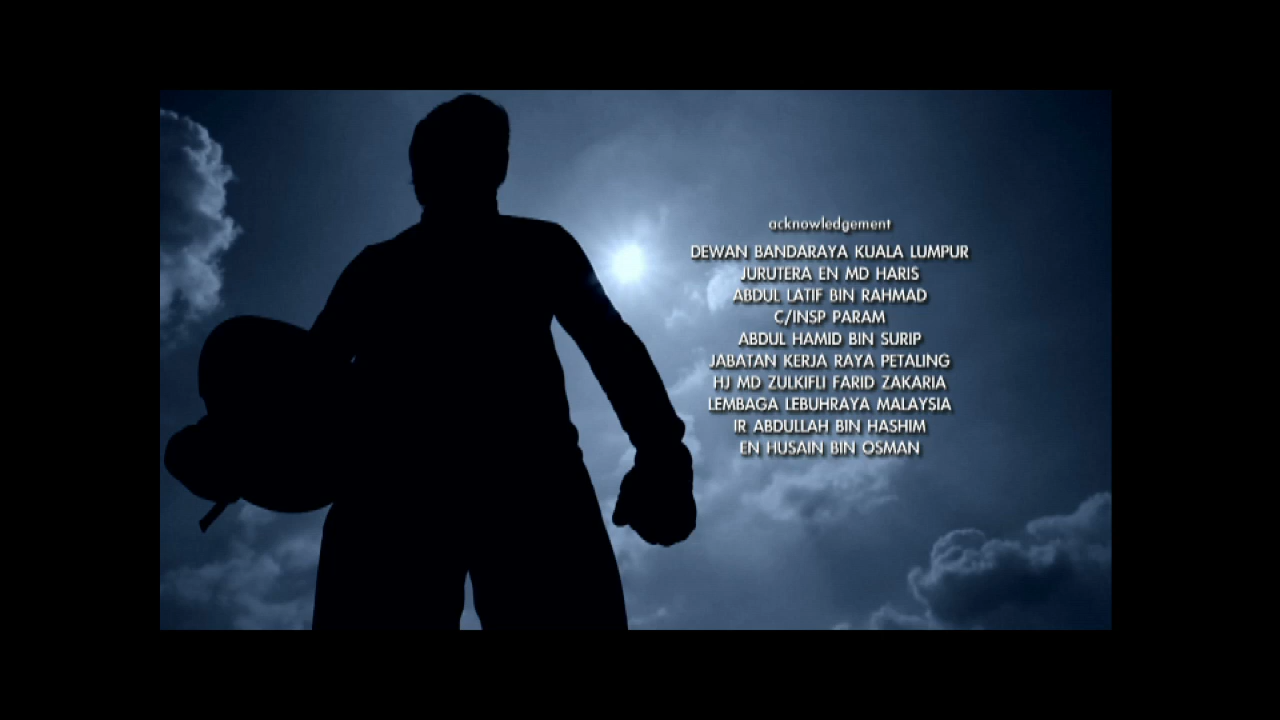 acknowledgement
DEWAN BANDARAYA KUALA LUMPUR
JURUTERA EN MD HARIS
ABDUL LATIF BIN RAHMAD
C/INSP PARAM
ABDUL HAMID BIN SURIP
JABATAN KERJA RAYA PETALING
HJ MD ZULKIFLI FARID ZAKARIA
LEMBAGA LEBUHRAYA MALAYSIA
IR ABDULLAH BIN HASHIM
EN HUSAIN BIN OSMAN